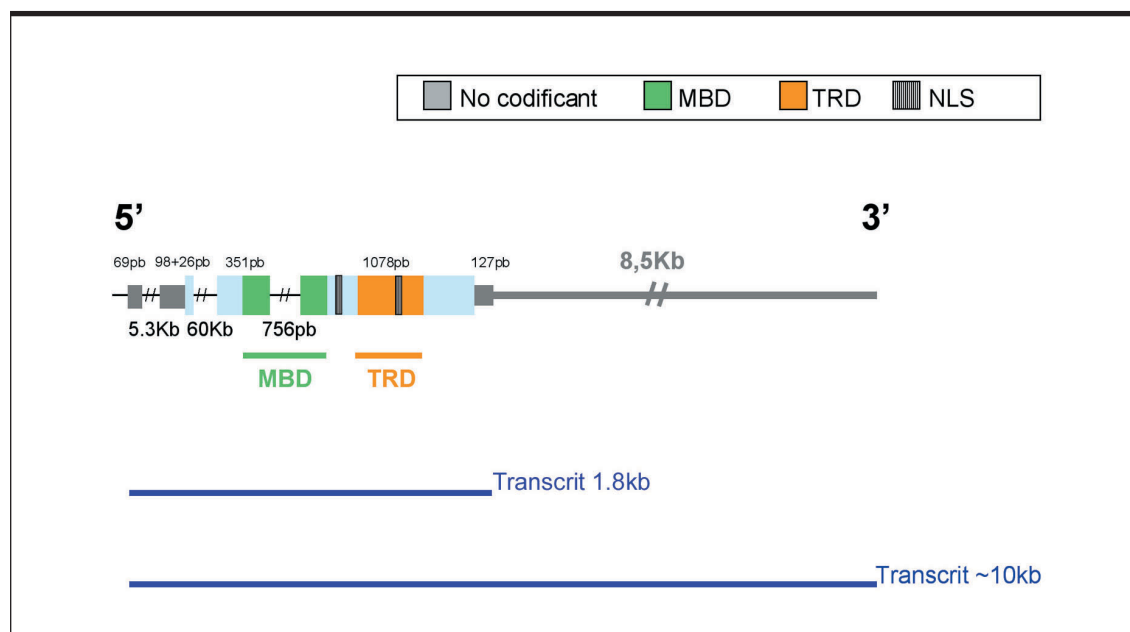 No codificant MBD TRD NLS
5’ 3’
69pb 98+26pb 351pb 1078pb 127pb 8,5Kb
5.3Kb 60Kb 756pb
MBD TRD
Transcrit 1.8kb
Transcrit ~10kb